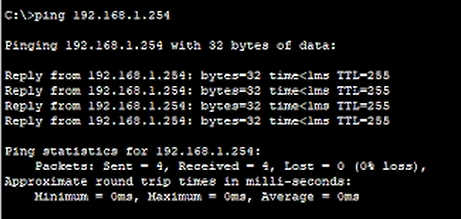 C:\>ping 192.168.1.254
Pinging 192.168.1.254 with 32 bytes of data:
Reply from 192.168.1.254: bytes=32 time<1ms TTL=255
Reply from 192.168.1.254: bytes=32 time<1ms TTL=255
Reply from 192.168.1.254: bytes=32 time<1ms TTL=255
Reply from 192.168.1.254: bytes=32 time<1ms TTL=255
Ping statistics for 192.168.1.254:
Packets: Sent = 4, Received = 4, Lost = 0 (0% loss),
Approximate round trip times in milli-seconds:
Minimum = 0ms, Maximum = 0ms, Average = 0ms